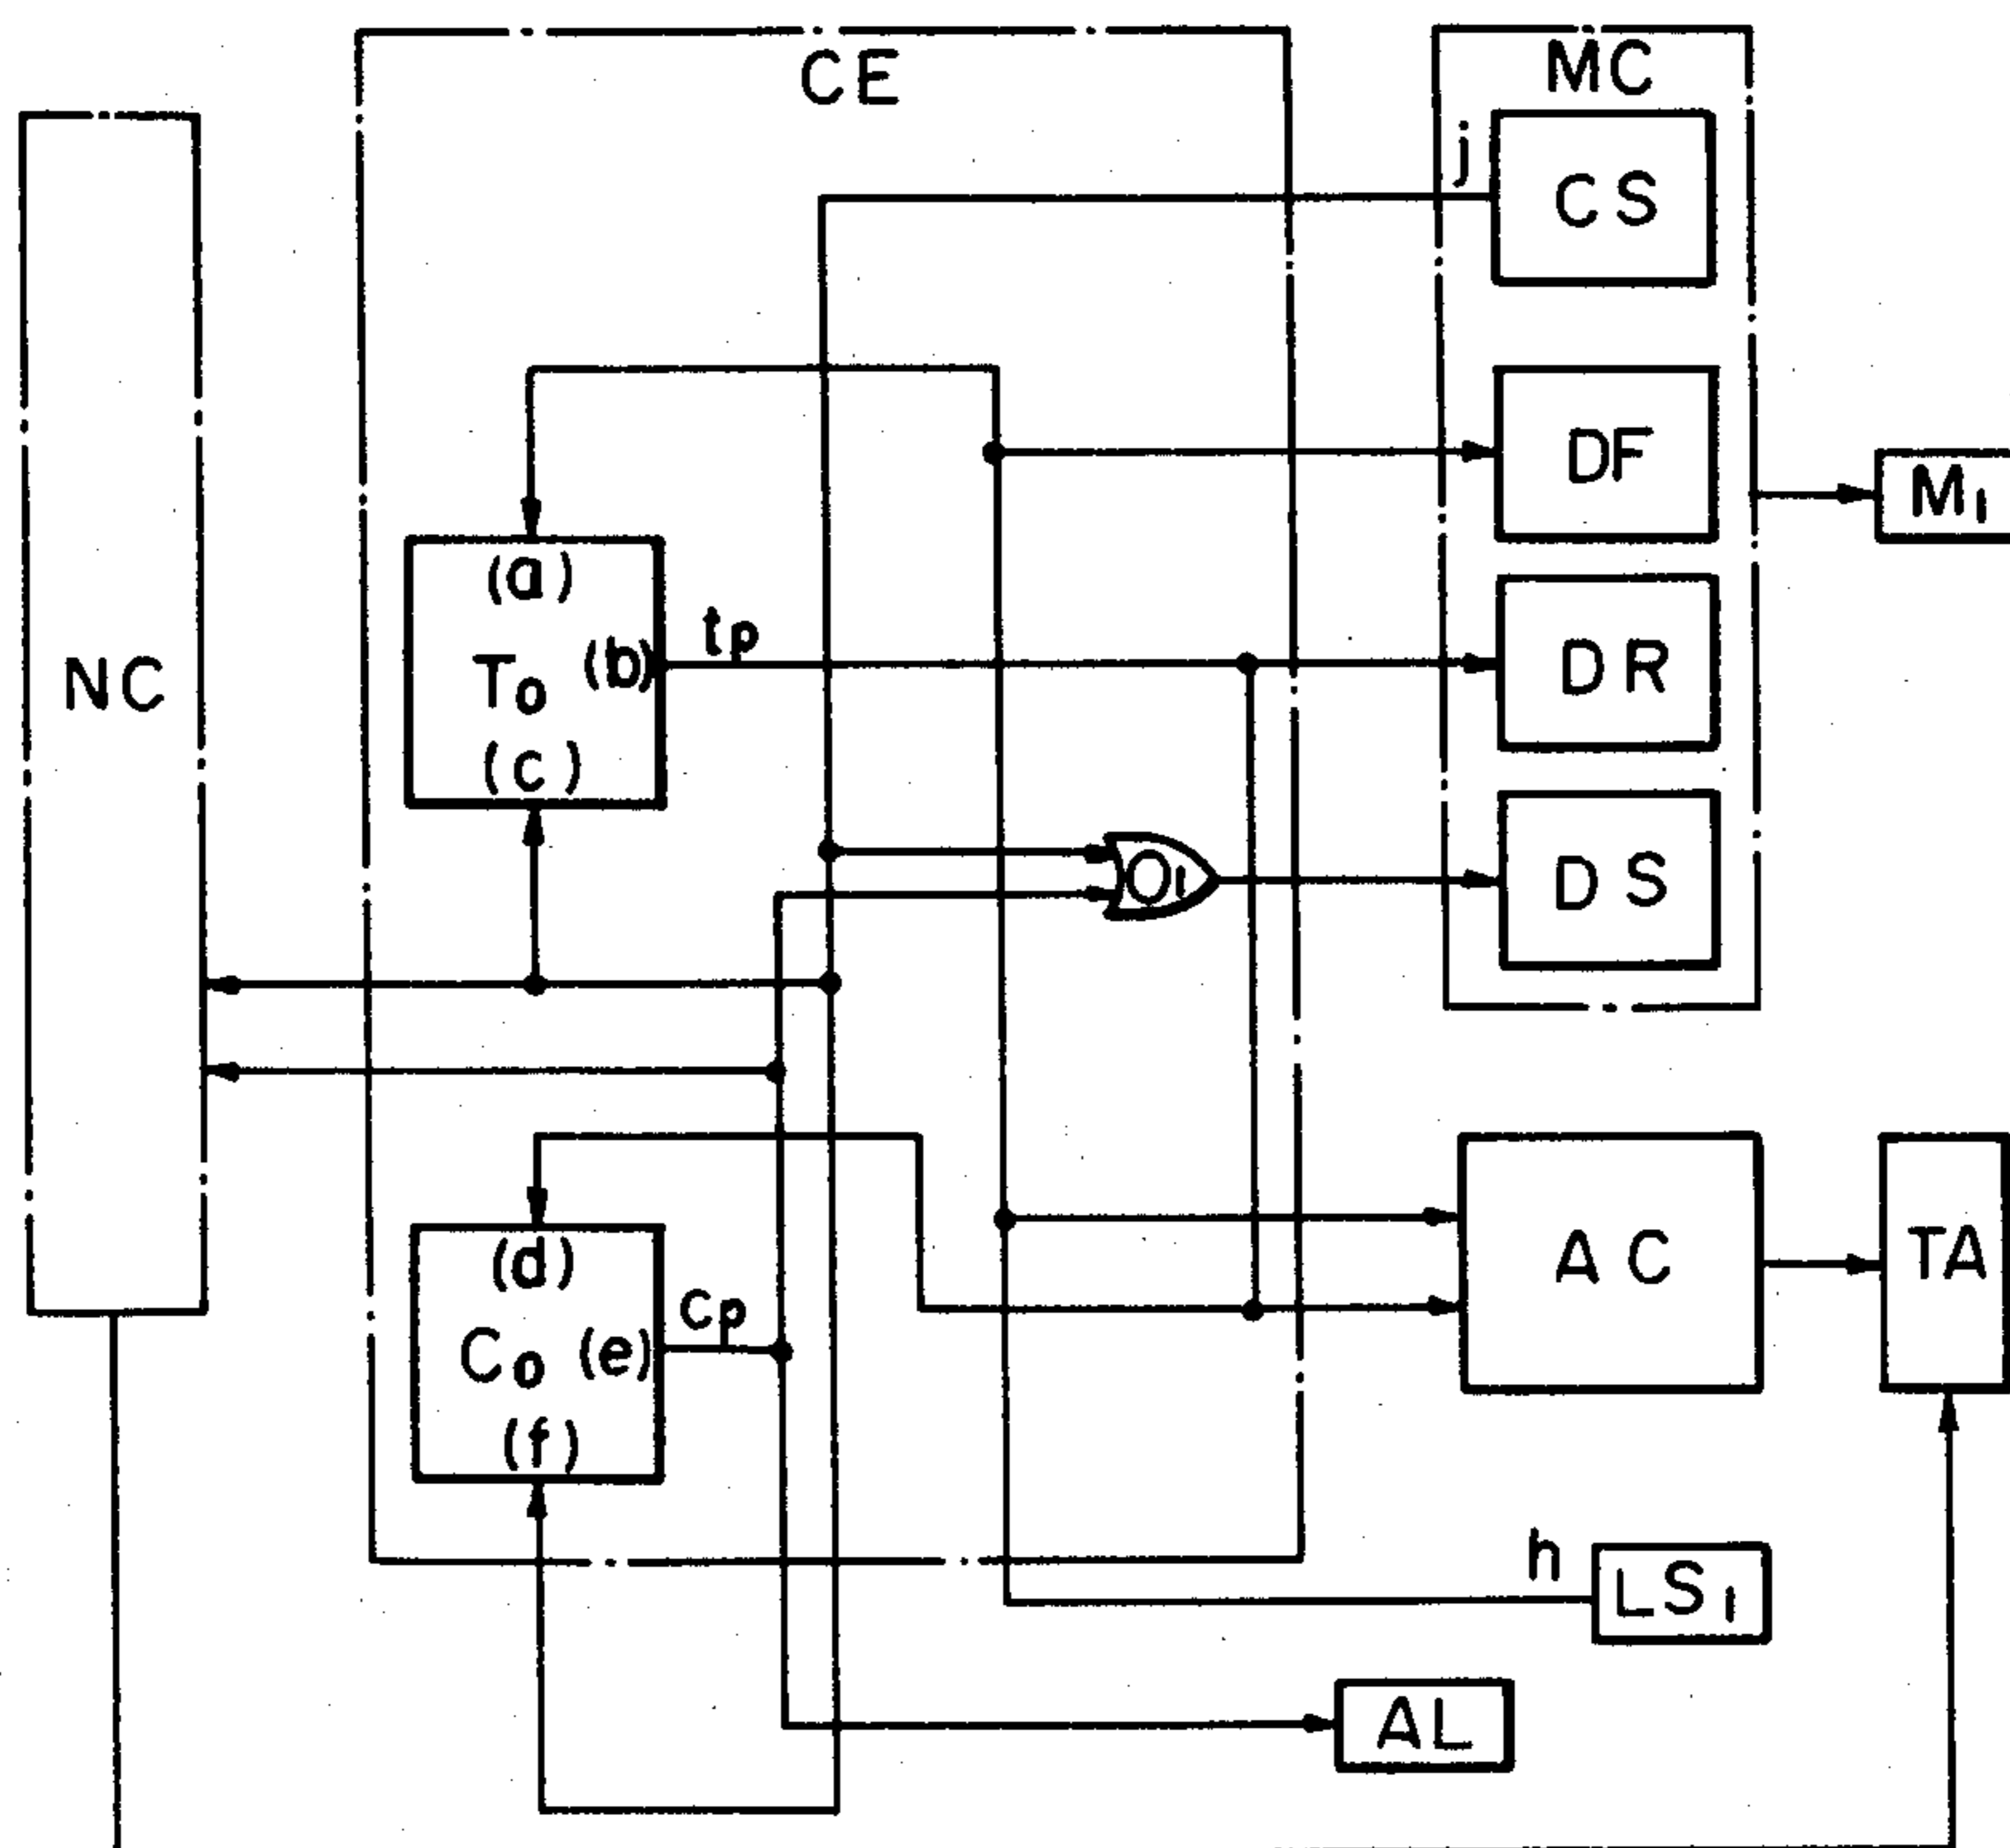 CE
MC
j
CS
DF
M1
NC
(a)
To (b)
(c)
tp
DR
O1
DS
(d)
Co (e)
(f)
cp
AC
TA
h
LS1
AL